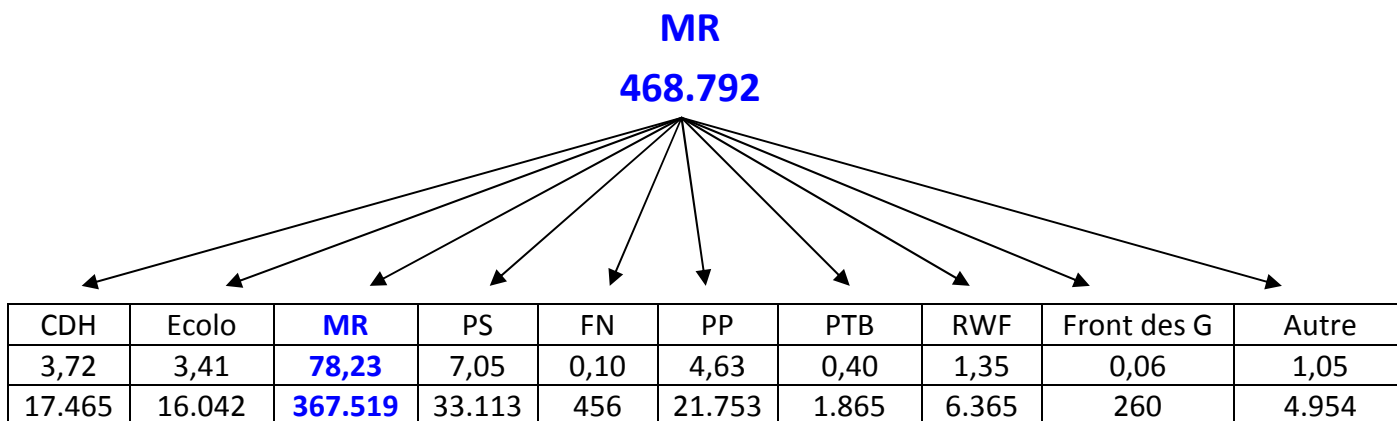 MR
468.792
CDH Ecolo MR PS FN PP PTB RWF Front des G Autre
3,72 3,41 78,23 7,05 0,10 4,63 0,40 1,35 0,06 1,05
17.465 16.042 367.519 33.113 456 21.753 1.865 6.365 260 4.954